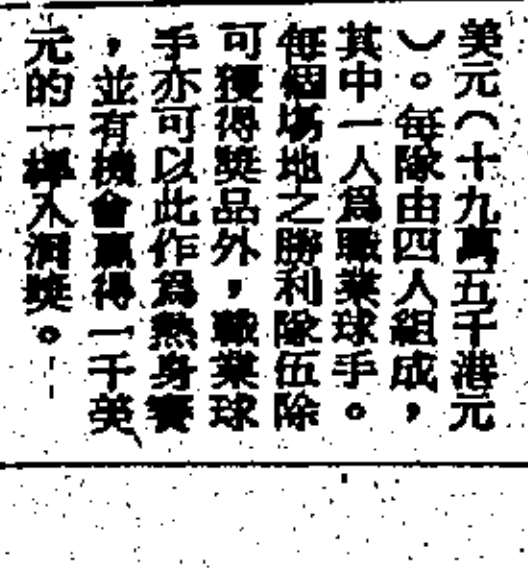 美元（十九萬五千港元
）。每隊由四人組成，
其中一人爲職業球手。
每個塲地之勝利隊伍除
可獲得獎品外，職業球
手亦可以此作爲熱身賽
，並有機會贏得一千美
元的一桿入洞獎。